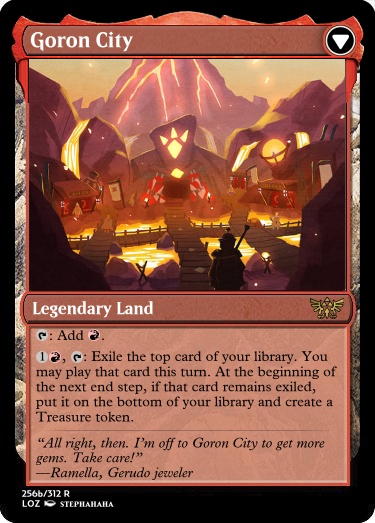 Goron City
Legendary Land
: Add .
, : Exile the top card of your library. You
may play that card this turn. At the beginning of
the next end step, if that card remains exiled,
put it on the bottom of your library and create a
Treasure token.
“All right, then. I’m off to Goron City to get more
gems. Take care!”
—Ramella, Gerudo jeweler
256b/312 R
LOZ STEPHAHAHA